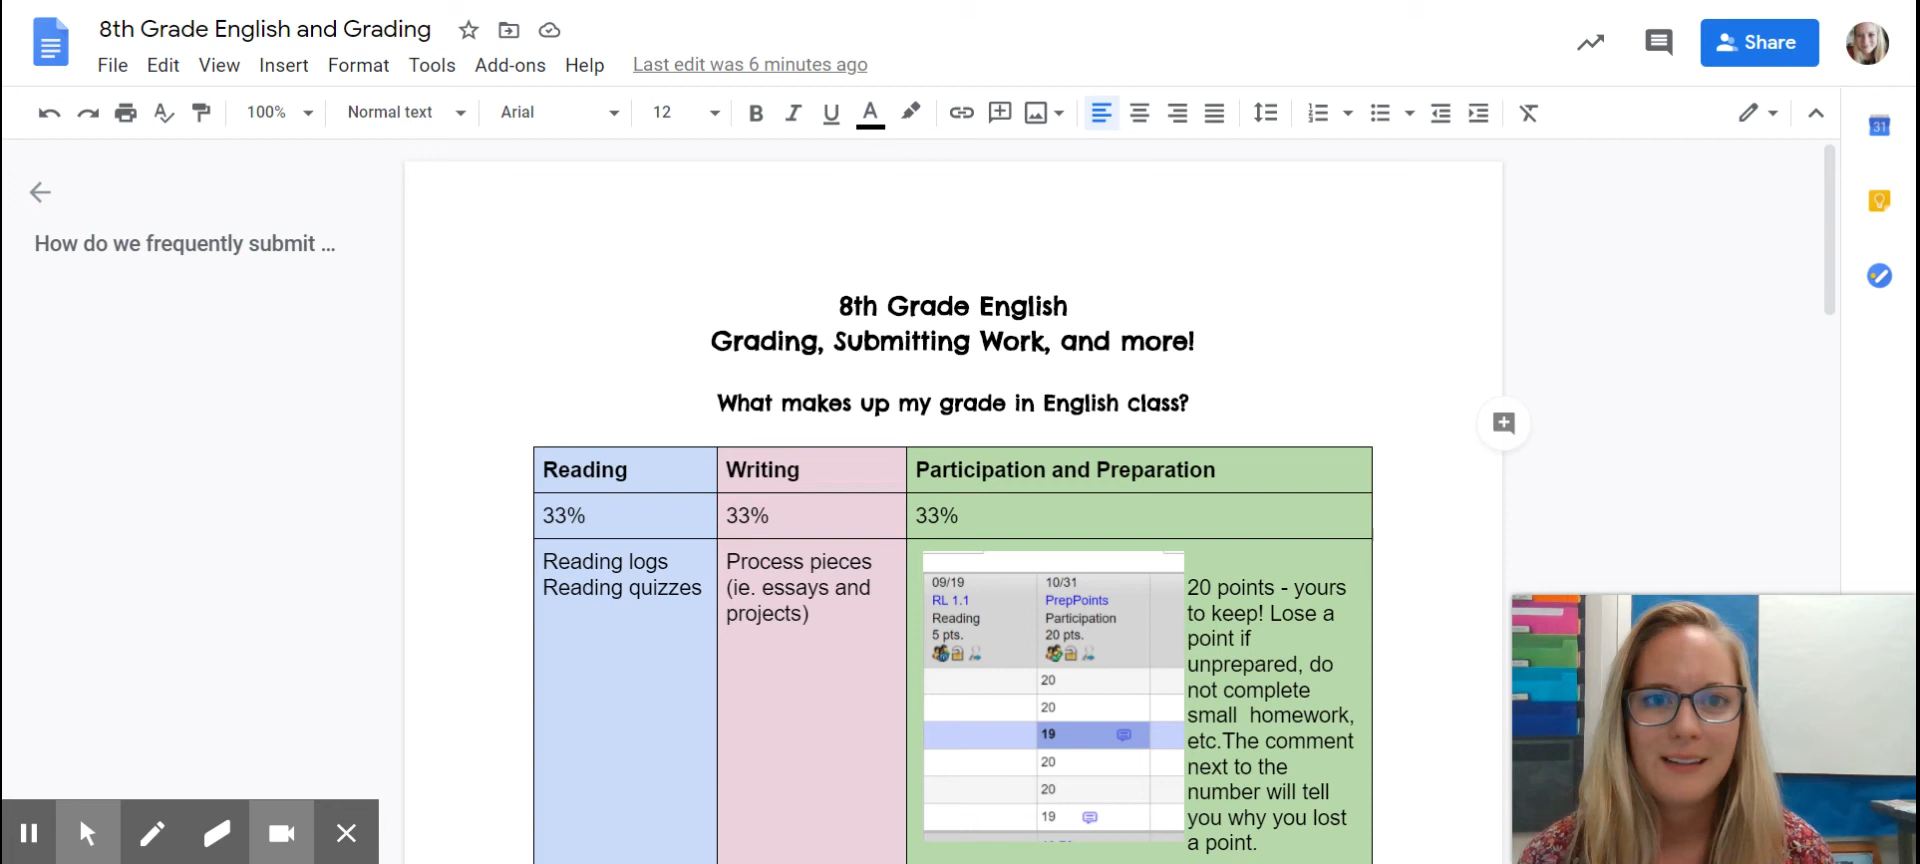 8th Grade English and Grading
File Edit View Insert Format Tools Add-ons Help Last edit was 6 minutes ago
Share
100% Normal text Arial 12 B I U A
31
How do we frequently submit ...
8th Grade English
Grading, Submitting Work, and more!
What makes up my grade in English class?
Reading Writing Participation and Preparation
33% 33% 33%
Reading logs
Reading quizzes
Process pieces
(ie. essays and
projects)
09/19 10/31
RL 1.1 PrepPoints
Reading Participation
5 pts. 20 pts.
20
20
19
20
20
19
20 points - yours
to keep! Lose a
point if
unprepared, do
not complete
small homework,
etc.The comment
next to the
number will tell
you why you lost
a point.